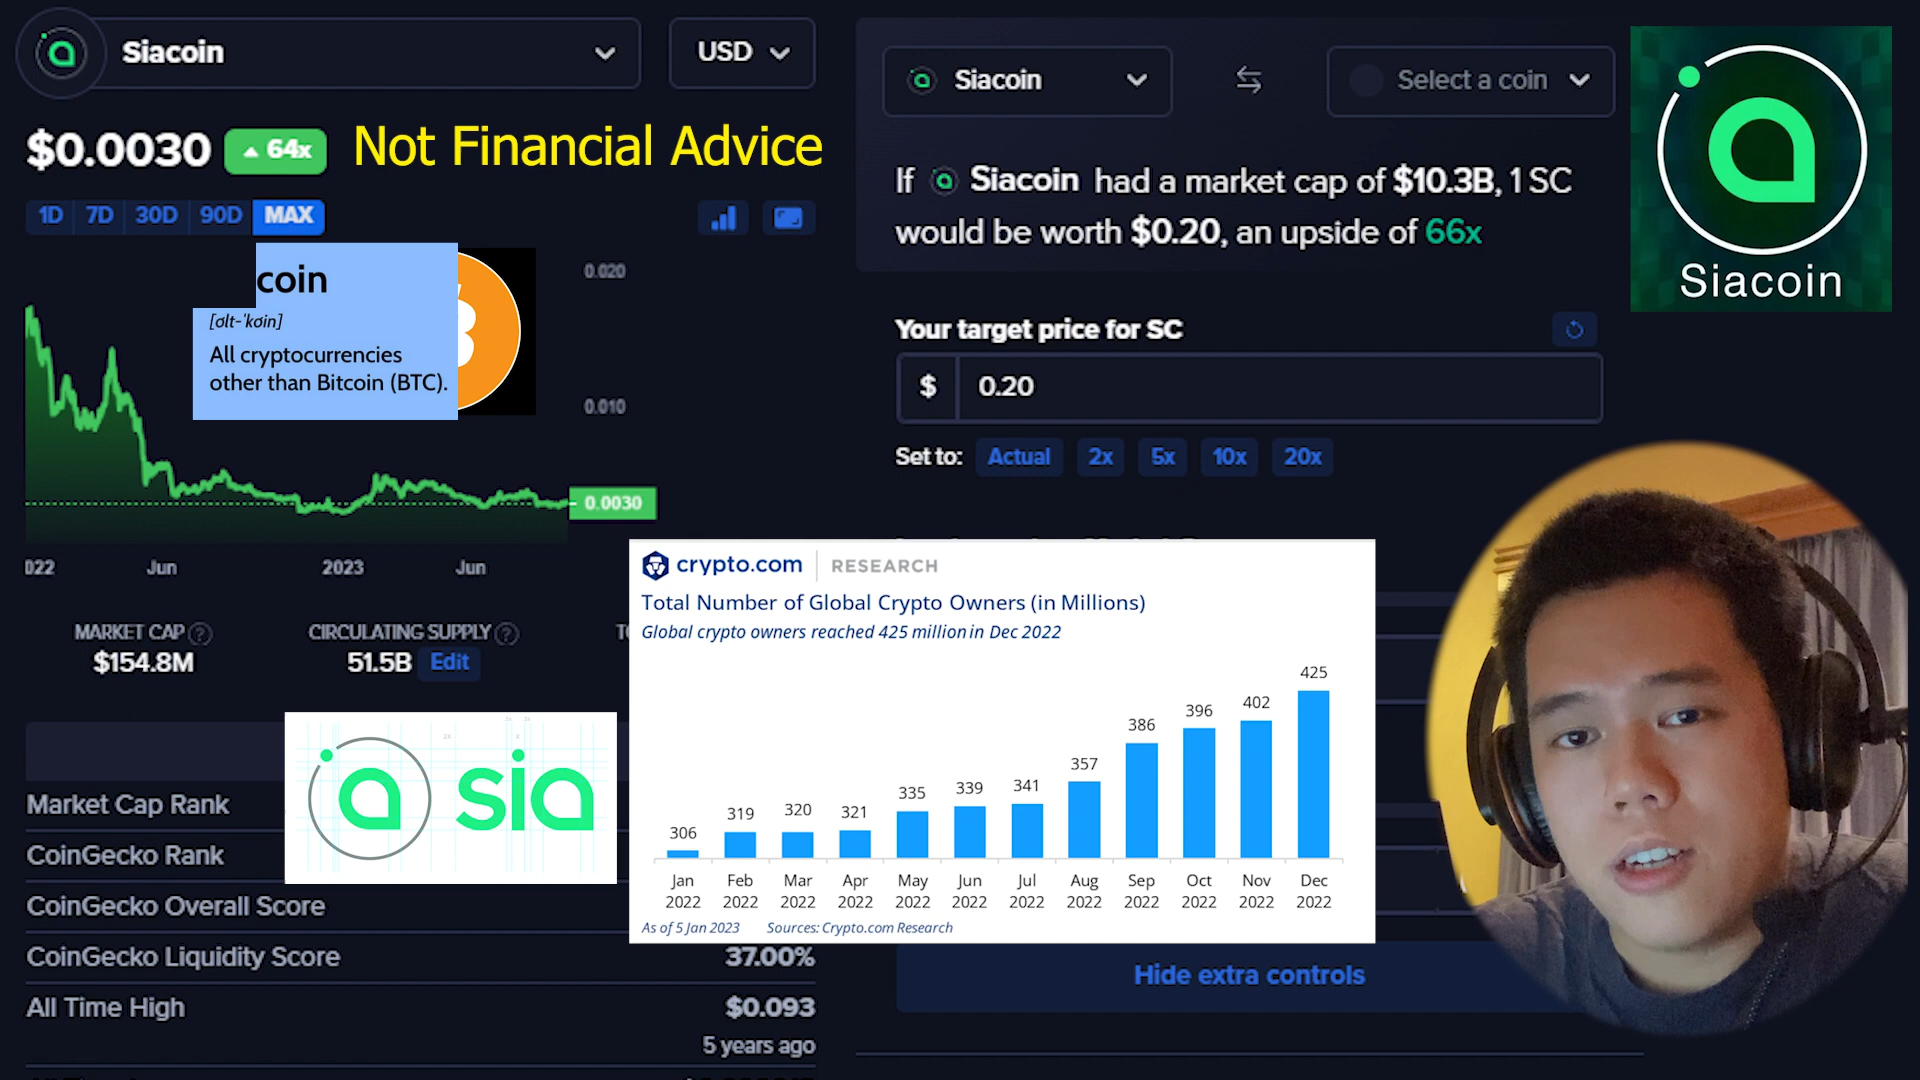 Siacoin
USD
$0.0030
64x
Not Financial Advice
1D 7D 30D 90D MAX
coin
[ɑlt-ˈkɑin]
All cryptocurrencies
other than Bitcoin (BTC).
0.020
0.010
0.0030
022 Jun 2023 Jun
MARKET CAP ?
$154.8M
CIRCULATING SUPPLY ?
51.5B Edit
sia
Market Cap Rank
CoinGecko Rank
CoinGecko Overall Score
CoinGecko Liquidity Score 37.00%
All Time High $0.093
5 years ago
Siacoin
Select a coin
If Siacoin had a market cap of $10.3B, 1 SC
would be worth $0.20, an upside of 66x
Your target price for SC
$ 0.20
Set to: Actual 2x 5x 10x 20x
crypto.com RESEARCH
Total Number of Global Crypto Owners (in Millions)
Global crypto owners reached 425 million in Dec 2022
306 319 320 321 335 339 341 357 386 396 402 425
Jan Feb Mar Apr May Jun Jul Aug Sep Oct Nov Dec
2022 2022 2022 2022 2022 2022 2022 2022 2022 2022 2022 2022
As of 5 Jan 2023 Sources: Crypto.com Research
Hide extra controls
Siacoin